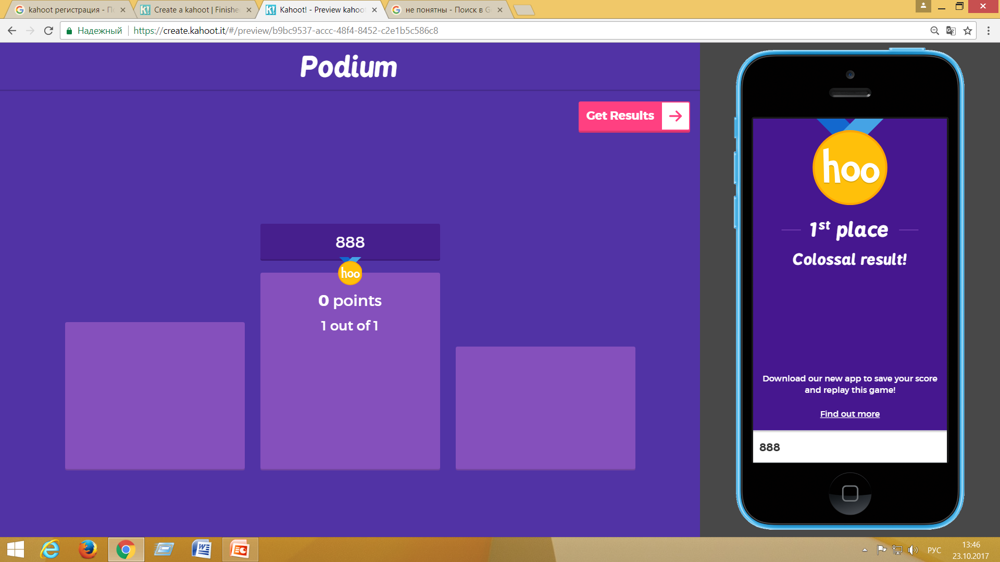 kahoot регистрация - По
Create a kahoot | Finishe
Kahoot! - Preview kahoot
не понятны - Поиск в G
Надежный
https://create.kahoot.it/#/preview/b9bc9537-accc-48f4-8452-c2e1b5c586c8
Podium
Get Results
888
hoo
0 points
1 out of 1
hoo
1st place
Colossal result!
Download our new app to save your score
and replay this game!
Find out more
888
РУС
13:46
23.10.2017